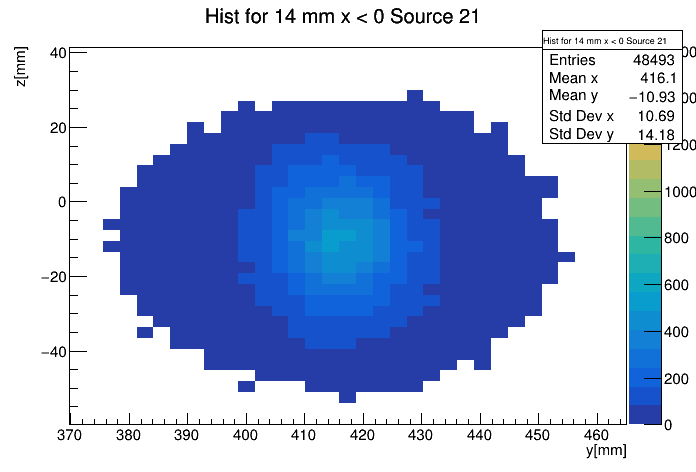 Hist for 14 mm x < 0 Source 21
Hist for 14 mm x < 0 Source 21
Entries 48493
Mean x 416.1
Mean y −10.93
Std Dev x 10.69
Std Dev y 14.18
z[mm]
40
20
0
−20
−40
370 380 390 400 410 420 430 440 450 460
y[mm]
1000
800
600
400
200
0